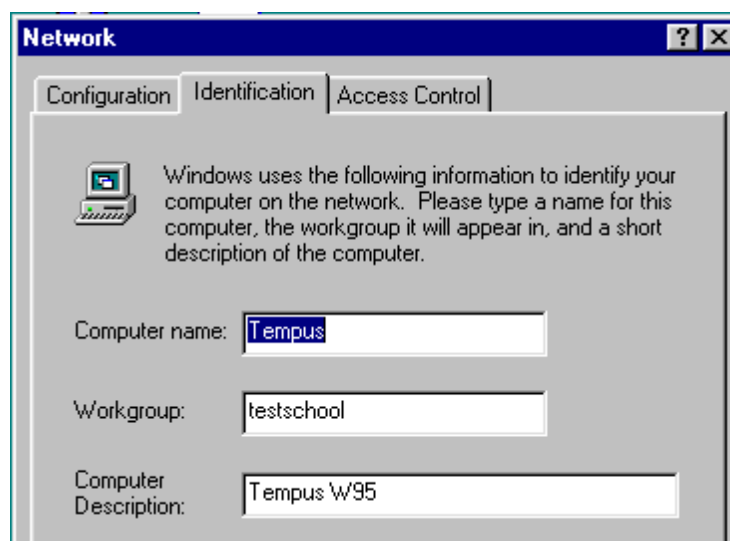 Network
Configuration Identification Access Control
Windows uses the following information to identify your
computer on the network. Please type a name for this
computer, the workgroup it will appear in, and a short
description of the computer.
Computer name: Tempus
Workgroup: testschool
Computer
Description: Tempus W95